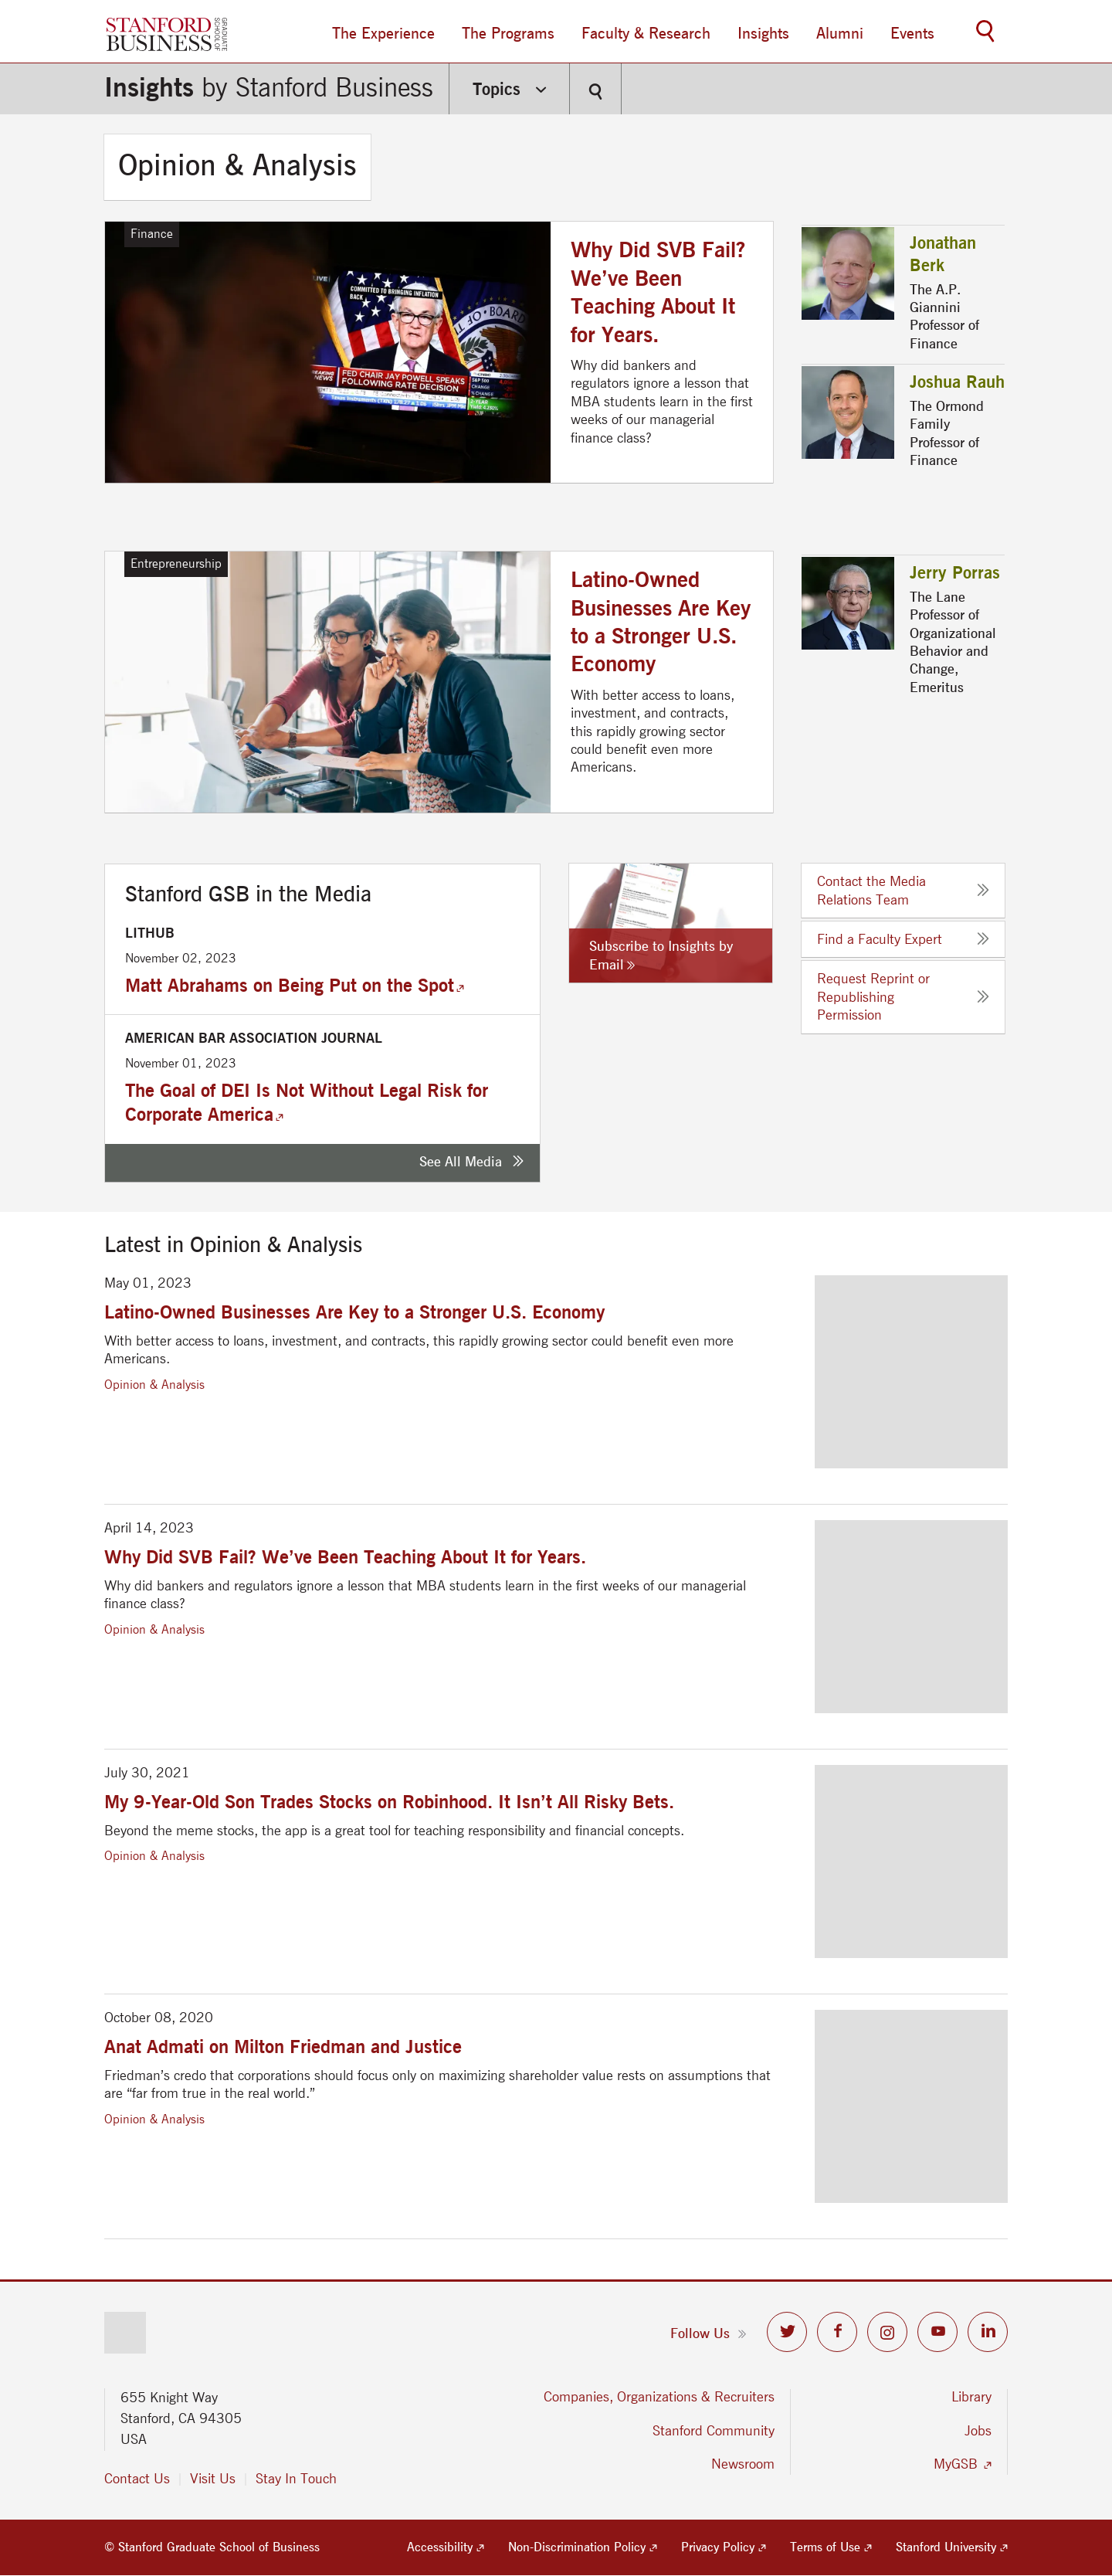 STANFORD
BUSINESS
GRADUATE
SCHOOL OF
The Experience
The Programs
Faculty & Research
Insights
Alumni
Events
Insights by Stanford Business
Topics
Opinion & Analysis
Finance
COMMITTED TO BRINGING INFLATION
BACK
FED CHAIR JAY POWELL SPEAKS
FOLLOWING RATE DECISION
Why Did SVB Fail?
We’ve Been
Teaching About It
for Years.
Why did bankers and
regulators ignore a lesson that
MBA students learn in the first
weeks of our managerial
finance class?
Jonathan
Berk
The A.P.
Giannini
Professor of
Finance
Joshua Rauh
The Ormond
Family
Professor of
Finance
Entrepreneurship
Latino-Owned
Businesses Are Key
to a Stronger U.S.
Economy
With better access to loans,
investment, and contracts,
this rapidly growing sector
could benefit even more
Americans.
Jerry Porras
The Lane
Professor of
Organizational
Behavior and
Change,
Emeritus
Stanford GSB in the Media
LITHUB
November 02, 2023
Matt Abrahams on Being Put on the Spot
AMERICAN BAR ASSOCIATION JOURNAL
November 01, 2023
The Goal of DEI Is Not Without Legal Risk for
Corporate America
See All Media
Subscribe to Insights by
Email
Contact the Media
Relations Team
Find a Faculty Expert
Request Reprint or
Republishing
Permission
Latest in Opinion & Analysis
May 01, 2023
Latino-Owned Businesses Are Key to a Stronger U.S. Economy
With better access to loans, investment, and contracts, this rapidly growing sector could benefit even more
Americans.
Opinion & Analysis
April 14, 2023
Why Did SVB Fail? We’ve Been Teaching About It for Years.
Why did bankers and regulators ignore a lesson that MBA students learn in the first weeks of our managerial
finance class?
Opinion & Analysis
July 30, 2021
My 9-Year-Old Son Trades Stocks on Robinhood. It Isn’t All Risky Bets.
Beyond the meme stocks, the app is a great tool for teaching responsibility and financial concepts.
Opinion & Analysis
October 08, 2020
Anat Admati on Milton Friedman and Justice
Friedman’s credo that corporations should focus only on maximizing shareholder value rests on assumptions that
are “far from true in the real world.”
Opinion & Analysis
Follow Us
655 Knight Way
Stanford, CA 94305
USA
Contact Us
Visit Us
Stay In Touch
Companies, Organizations & Recruiters
Stanford Community
Newsroom
Library
Jobs
MyGSB
© Stanford Graduate School of Business
Accessibility
Non-Discrimination Policy
Privacy Policy
Terms of Use
Stanford University